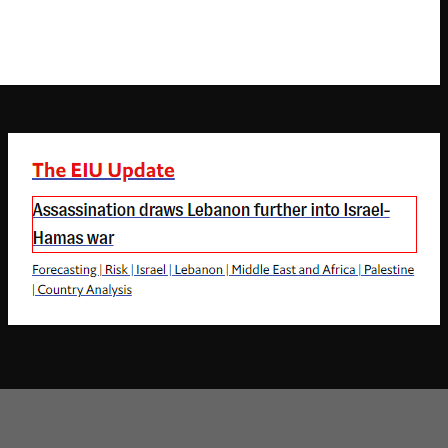 The EIU Update
Assassination draws Lebanon further into Israel-
Hamas war
Forecasting | Risk | Israel | Lebanon | Middle East and Africa | Palestine
| Country Analysis